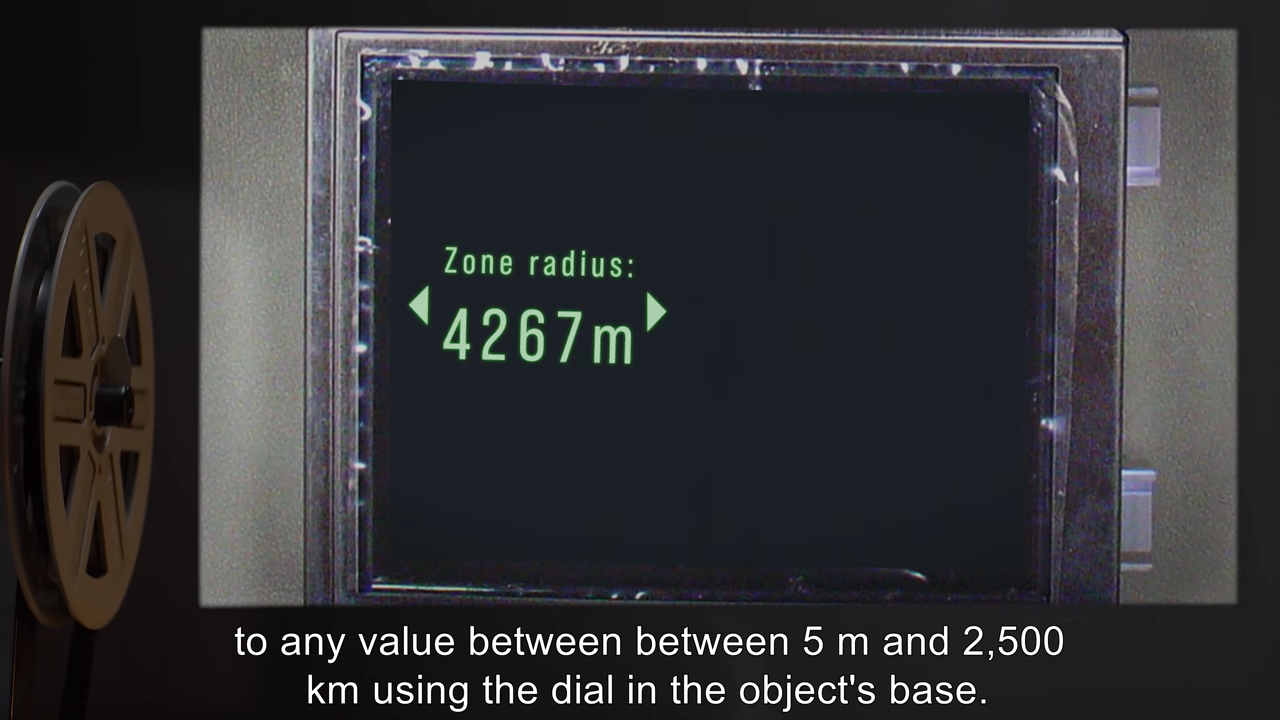 Zone radius:
4267m
to any value between between 5 m and 2,500
km using the dial in the object's base.